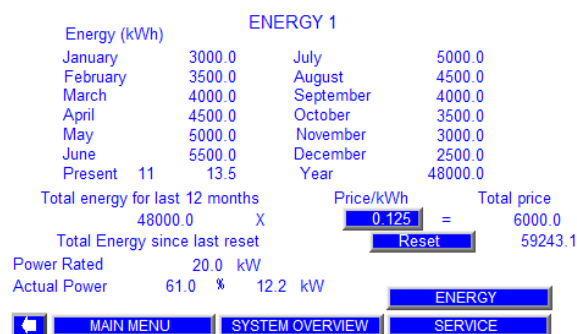 ENERGY 1
Energy (kWh)
January 3000.0 July 5000.0
February 3500.0 August 4500.0
March 4000.0 September 4000.0
April 4500.0 October 3500.0
May 5000.0 November 3000.0
June 5500.0 December 2500.0
Present 11 13.5 Year 48000.0
Total energy for last 12 months Price/kWh Total price
48000.0 X 0.125 = 6000.0
Total Energy since last reset Reset 59243.1
Power Rated 20.0 kW
Actual Power 61.0 % 12.2 kW
ENERGY
MAIN MENU SYSTEM OVERVIEW SERVICE